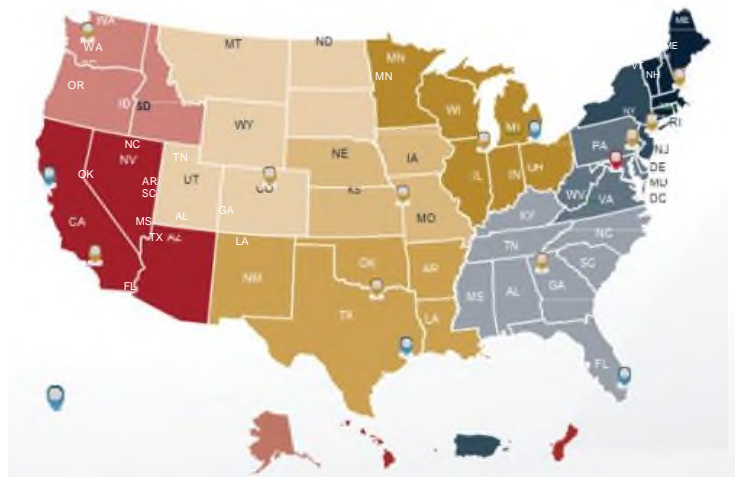 WA
ME
WA
MT
ND
MN
ME
MN
VT
NH
OR
ID
SD
WI
MI
NY
RI
WY
NC
PA
NJ
NV
TN
NE
IA
IL
IN
OH
DE
OK
AR
UT
CO
KS
WV
VA
MD
DC
SC
CA
MS
AL
GA
MO
KY
NC
TX
AZ
LA
TN
OK
AR
SC
NM
FL
TX
MS
AL
GA
LA
FL